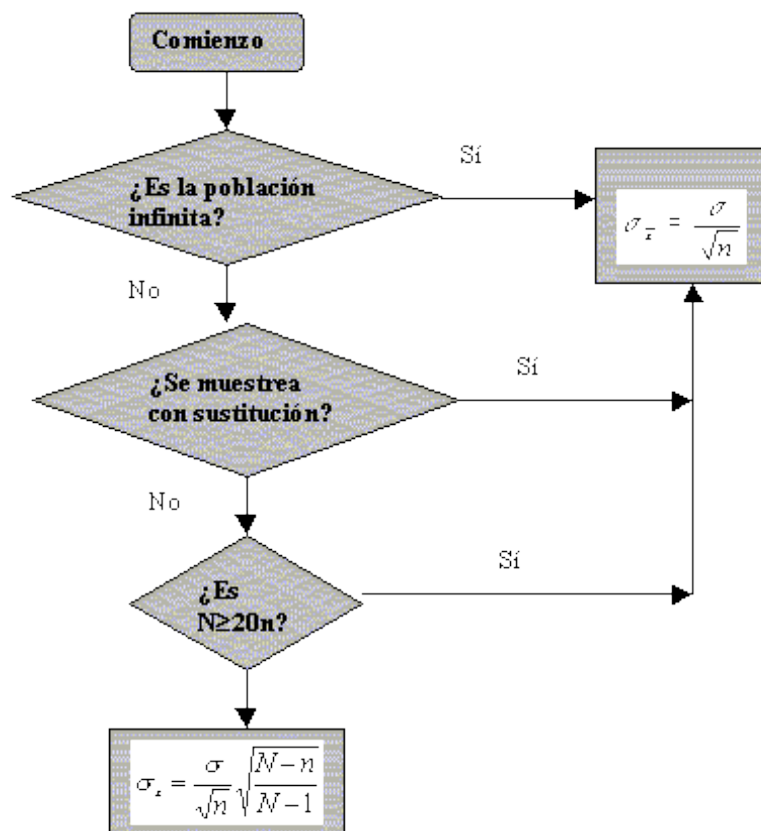 Comienzo
¿Es la población
infinita?
Sí
σ_x̄ = σ/√n
No
¿Se muestrea
con sustitución?
Sí
No
¿Es
N≥20n?
Sí
σ_x = σ/√n √((N−n)/(N−1))